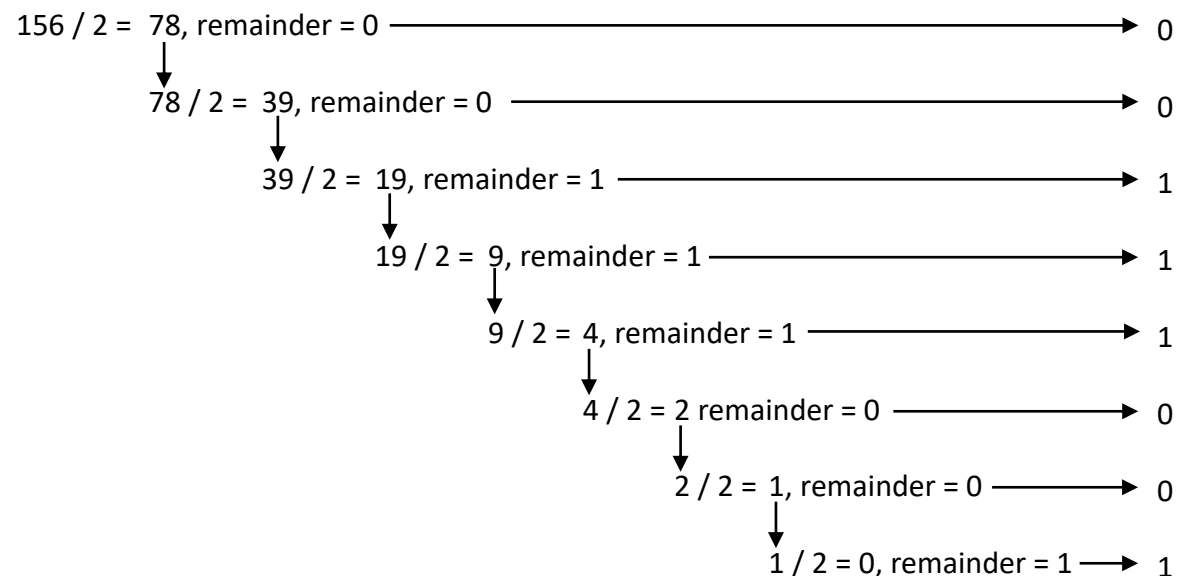 156 / 2 = 78, remainder = 0 0
78 / 2 = 39, remainder = 0 0
39 / 2 = 19, remainder = 1 1
19 / 2 = 9, remainder = 1 1
9 / 2 = 4, remainder = 1 1
4 / 2 = 2 remainder = 0 0
2 / 2 = 1, remainder = 0 0
1 / 2 = 0, remainder = 1 1